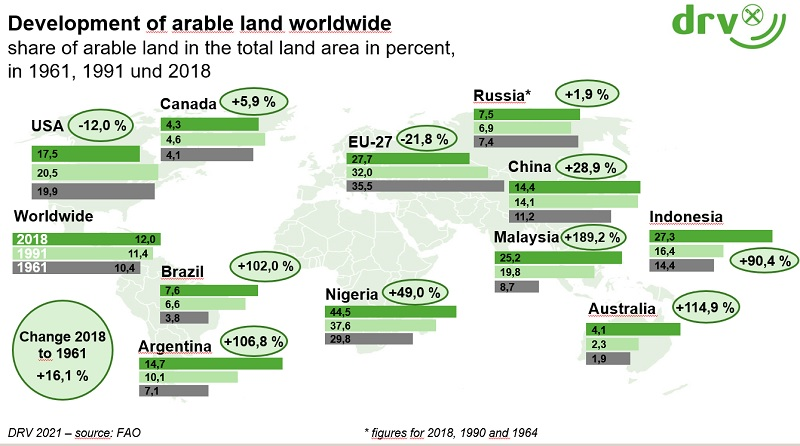 Development of arable land worldwide
share of arable land in the total land area in percent,
in 1961, 1991 und 2018
drv
Canada
+5,9 %
4,3
4,6
4,1
USA
-12,0 %
17,5
20,5
19,9
Russia*
+1,9 %
7,5
6,9
7,4
EU-27
-21,8 %
27,7
32,0
35,5
China
+28,9 %
14,4
14,1
11,2
Worldwide
2018 12,0
1991 11,4
1961 10,4
Malaysia
+189,2 %
25,2
19,8
8,7
Indonesia
27,3
16,4
14,4
+90,4 %
Brazil
+102,0 %
7,6
6,6
3,8
Nigeria
+49,0 %
44,5
37,6
29,8
Australia
+114,9 %
4,1
2,3
1,9
Change 2018
to 1961
+16,1 %
Argentina
+106,8 %
14,7
10,1
7,1
DRV 2021 – source: FAO
* figures for 2018, 1990 and 1964